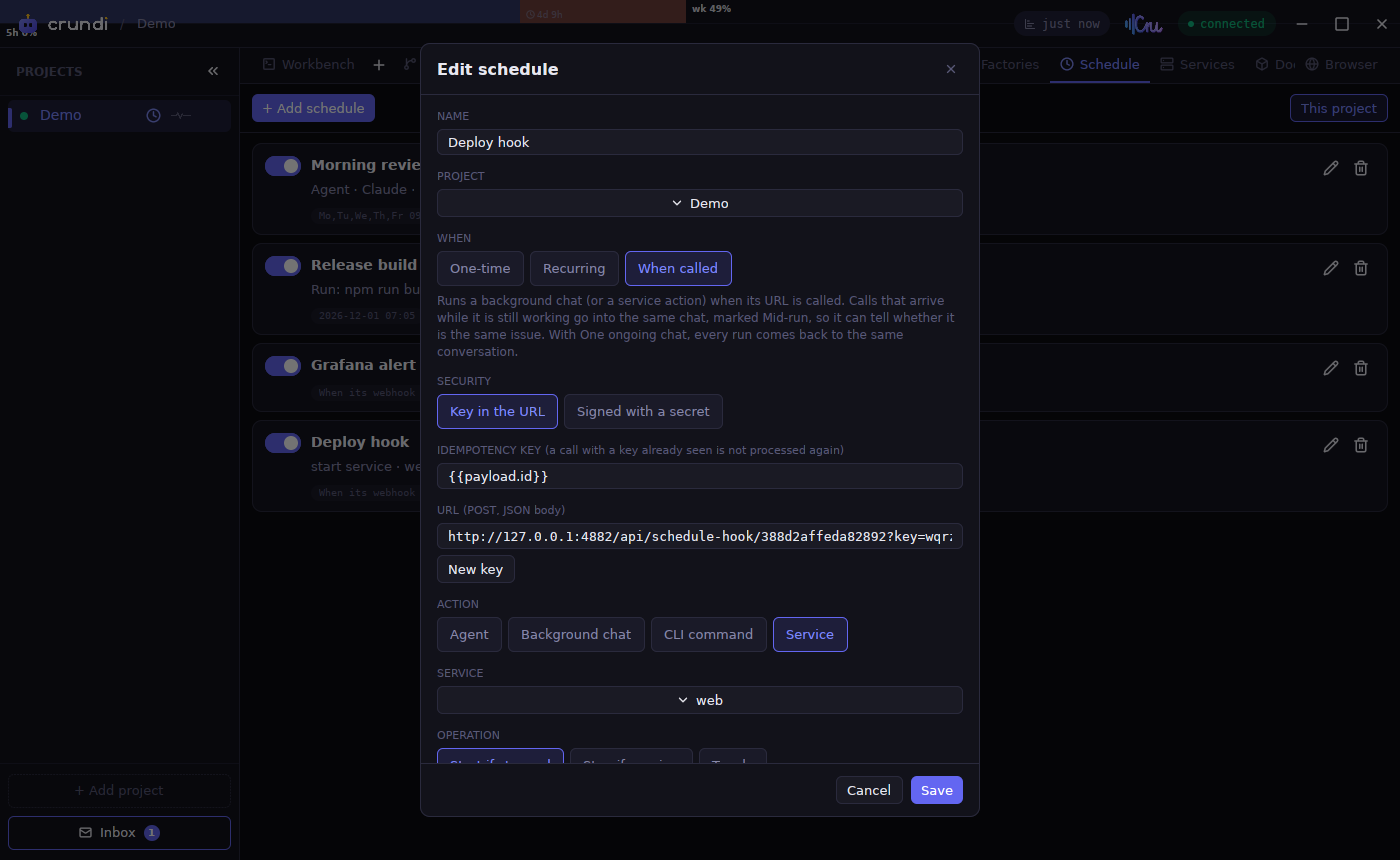 4d 9h
wk 49%
crundi / Demo
just now
Cru
connected
PROJECTS
Workbench
Factories
Schedule
Services
Browser
Demo
+ Add schedule
This project
Edit schedule
NAME
Deploy hook
PROJECT
Demo
WHEN
One-time
Recurring
When called
Runs a background chat (or a service action) when its URL is called. Calls that arrive
while it is still working go into the same chat, marked Mid-run, so it can tell whether it
is the same issue. With One ongoing chat, every run comes back to the same
conversation.
SECURITY
Key in the URL
Signed with a secret
IDEMPOTENCY KEY (a call with a key already seen is not processed again)
{{payload.id}}
URL (POST, JSON body)
http://127.0.0.1:4882/api/schedule-hook/388d2affeda82892?key=wqr
New key
ACTION
Agent
Background chat
CLI command
Service
SERVICE
web
OPERATION
Cancel
Save
Agent · Claude ·
Mo,Tu,We,Th,Fr
Release build
Run: npm run bu
2026-12-01 07:05
Grafana alert
When its webhook
Deploy hook
start service · we
When its webhook
+ Add project
Inbox 1